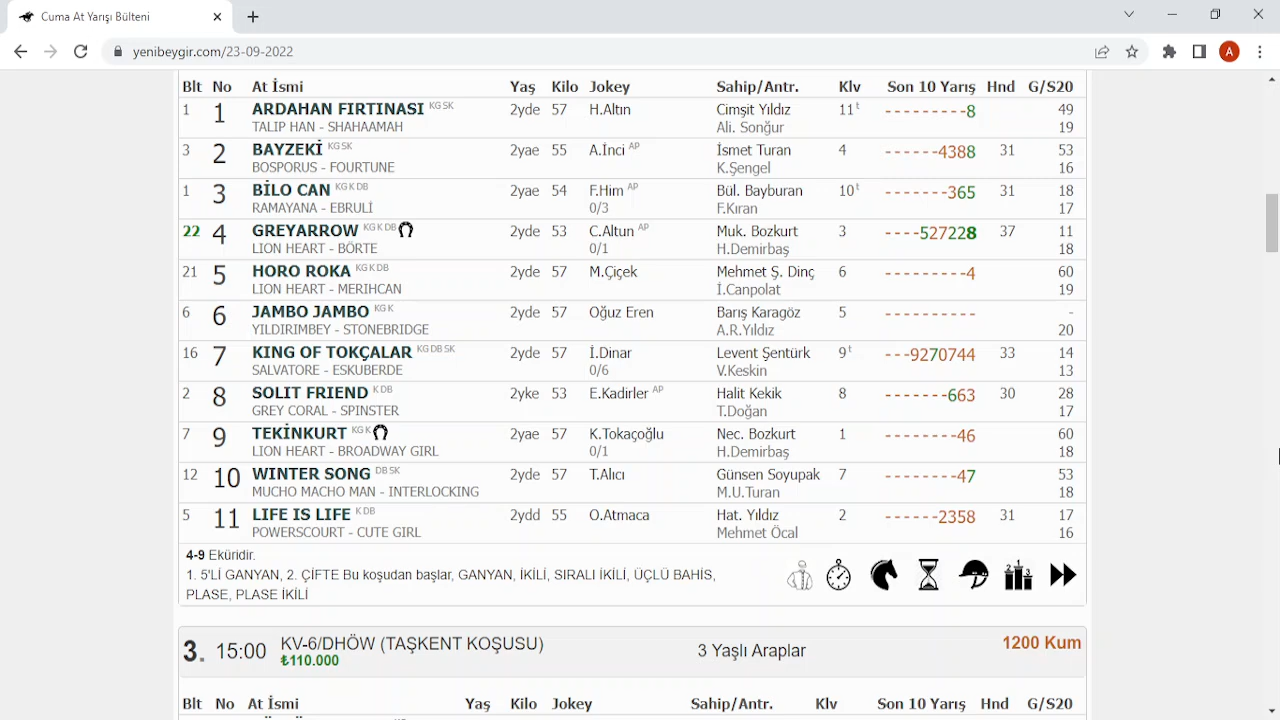 Cuma At Yarışı Bülteni
yenibeygir.com/23-09-2022
A
Blt No At İsmi Yaş Kilo Jokey Sahip/Antr. Klv Son 10 Yarış Hnd G/S20
1 1 ARDAHAN FIRTINASI KG SK 2yde 57 H.Altın Cimşit Yıldız 11 t - - - - - - - - -8 49
TALIP HAN - SHAHAAMAH Ali. Sonğur 19
3 2 BAYZEKİ KG SK 2yae 55 A.İnci AP İsmet Turan 4 - - - - - -4388 31 53
BOSPORUS - FOURTUNE K.Şengel 16
1 3 BİLO CAN KG K DB 2yae 54 F.Him AP Bül. Bayburan 10 t - - - - - - -365 31 18
RAMAYANA - EBRULİ 0/3 F.Kıran 17
22 4 GREYARROW KG K DB 2yde 53 C.Altun AP Muk. Bozkurt 3 - - - -527228 37 11
LION HEART - BÖRTE 0/1 H.Demirbaş 18
21 5 HORO ROKA KG K DB 2yde 57 M.Çiçek Mehmet Ş. Dinç 6 - - - - - - - - -4 60
LION HEART - MERIHCAN İ.Canpolat 19
6 6 JAMBO JAMBO KG K 2yde 57 Oğuz Eren Barış Karagöz 5 - - - - - - - - - - -
YILDIRIMBEY - STONEBRIDGE A.R.Yıldız 20
16 7 KING OF TOKÇALAR KG DB SK 2yde 57 İ.Dinar Levent Şentürk 9 t - - -9270744 33 14
SALVATORE - ESKUBERDE 0/6 V.Keskin 13
2 8 SOLIT FRIEND K DB 2yke 53 E.Kadirler AP Halit Kekik 8 - - - - - - -663 30 28
GREY CORAL - SPINSTER T.Doğan 17
7 9 TEKİNKURT KG K 2yae 57 K.Tokaçoğlu Nec. Bozkurt 1 - - - - - - - -46 60
LION HEART - BROADWAY GIRL 0/1 H.Demirbaş 18
12 10 WINTER SONG DB SK 2yde 57 T.Alıcı Günsen Soyupak 7 - - - - - - - -47 53
MUCHO MACHO MAN - INTERLOCKING M.U.Turan 18
5 11 LIFE IS LIFE K DB 2ydd 55 O.Atmaca Hat. Yıldız 2 - - - - - -2358 31 17
POWERSCOURT - CUTE GIRL Mehmet Öcal 16
4-9 Eküridir.
1. 5'Lİ GANYAN, 2. ÇİFTE Bu koşudan başlar, GANYAN, İKİLİ, SIRALI İKİLİ, ÜÇLÜ BAHİS,
PLASE, PLASE İKİLİ
3. 15:00 KV-6/DHÖW (TAŞKENT KOŞUSU) 3 Yaşlı Araplar 1200 Kum
₺110.000
Blt No At İsmi Yaş Kilo Jokey Sahip/Antr. Klv Son 10 Yarış Hnd G/S20